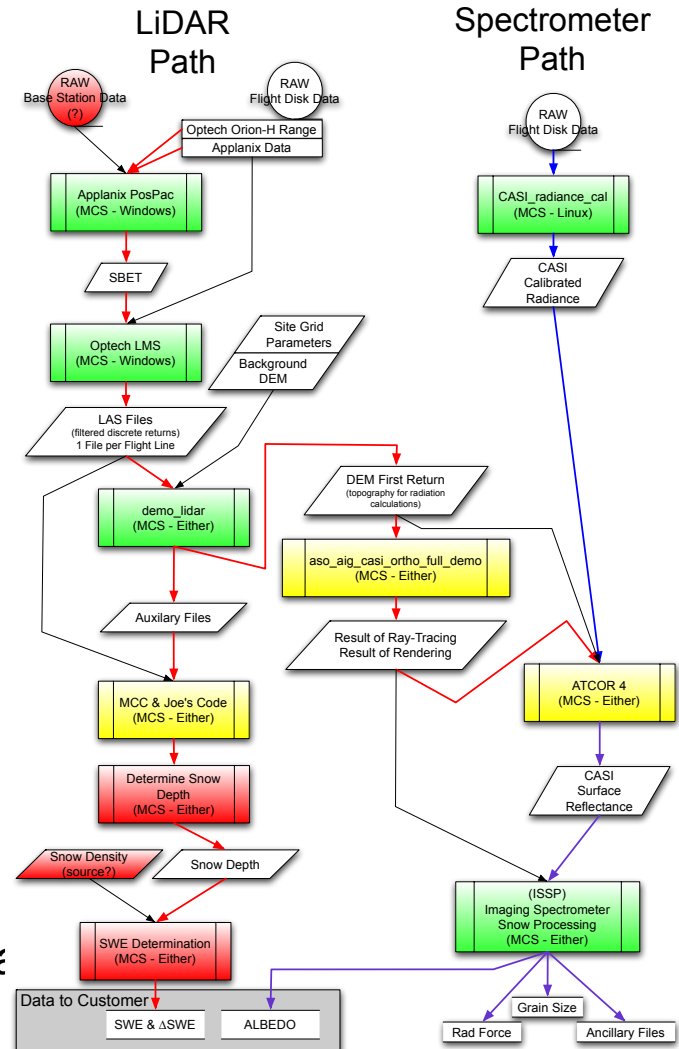 LiDAR
Path
Spectrometer
Path
RAW
Base Station Data
(?)
RAW
Flight Disk Data
Optech Orion-H Range
Applanix Data
RAW
Flight Disk Data
Applanix PosPac
(MCS - Windows)
CASI_radiance_cal
(MCS - Linux)
SBET
CASI
Calibrated
Radiance
Optech LMS
(MCS - Windows)
Site Grid
Parameters
Background
DEM
LAS Files
(filtered discrete returns)
1 File per Flight Line
DEM First Return
(topography for radiation
calculations)
demo_lidar
(MCS - Either)
aso_aig_casi_ortho_full_demo
(MCS - Either)
Auxilary Files
Result of Ray-Tracing
Result of Rendering
MCC & Joe's Code
(MCS - Either)
ATCOR 4
(MCS - Either)
Determine Snow
Depth
(MCS - Either)
CASI
Surface
Reflectance
Snow Density
(source?)
Snow Depth
(ISSP)
Imaging Spectrometer
Snow Processing
(MCS - Either)
SWE Determination
(MCS - Either)
Data to Customer
SWE & ∆SWE
ALBEDO
Grain Size
Rad Force
Ancillary Files